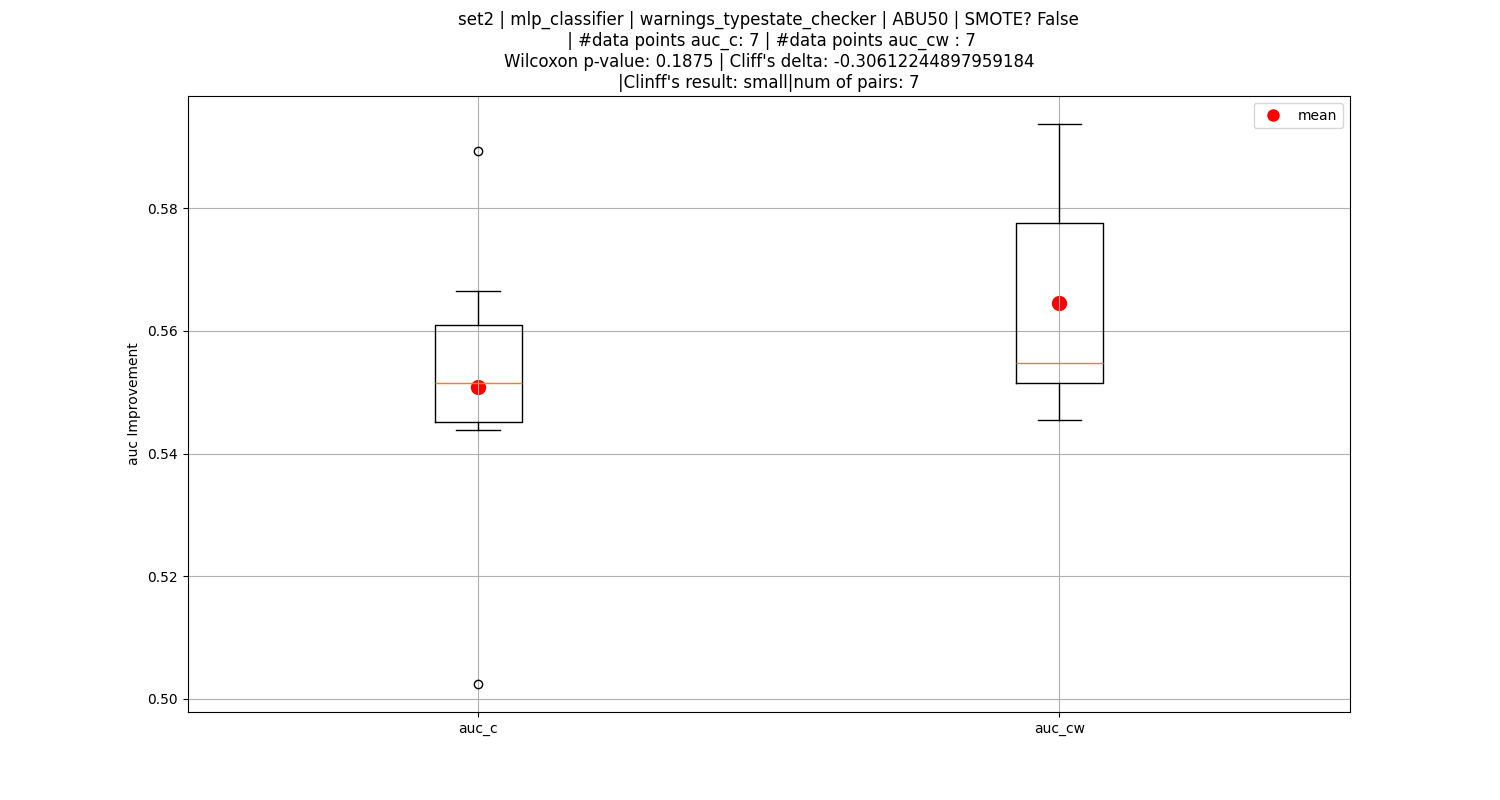 set2 | mlp_classifier | warnings_typestate_checker | ABU50 | SMOTE? False
| #data points auc_c: 7 | #data points auc_cw : 7
Wilcoxon p-value: 0.1875 | Cliff's delta: -0.30612244897959184
|Clinff's result: small|num of pairs: 7
mean
0.58
0.56
0.54
0.52
0.50
auc Improvement
auc_c
auc_cw